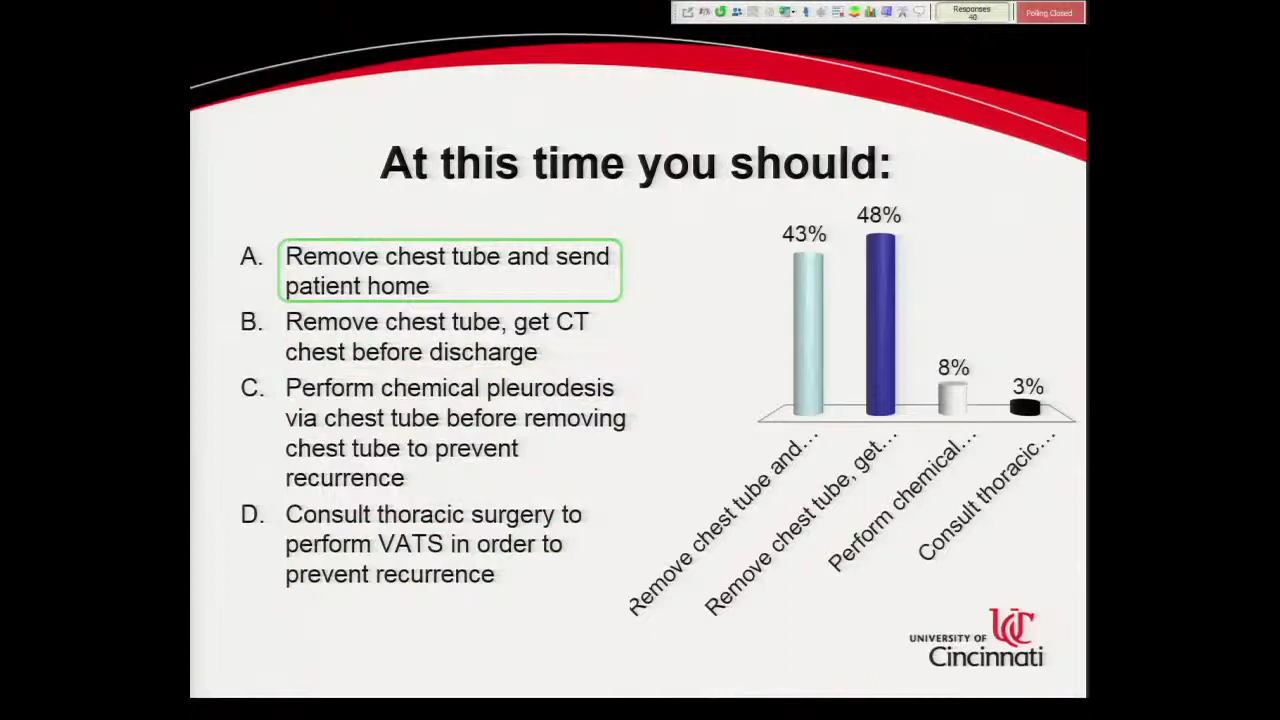 Responses
40
Polling Closed
At this time you should:
A. Remove chest tube and send
patient home
B. Remove chest tube, get CT
chest before discharge
C. Perform chemical pleurodesis
via chest tube before removing
chest tube to prevent
recurrence
D. Consult thoracic surgery to
perform VATS in order to
prevent recurrence
43%
48%
8%
3%
Remove chest tube and...
Remove chest tube, get...
Perform chemical...
Consult thoracic...
UC
UNIVERSITY OF
Cincinnati